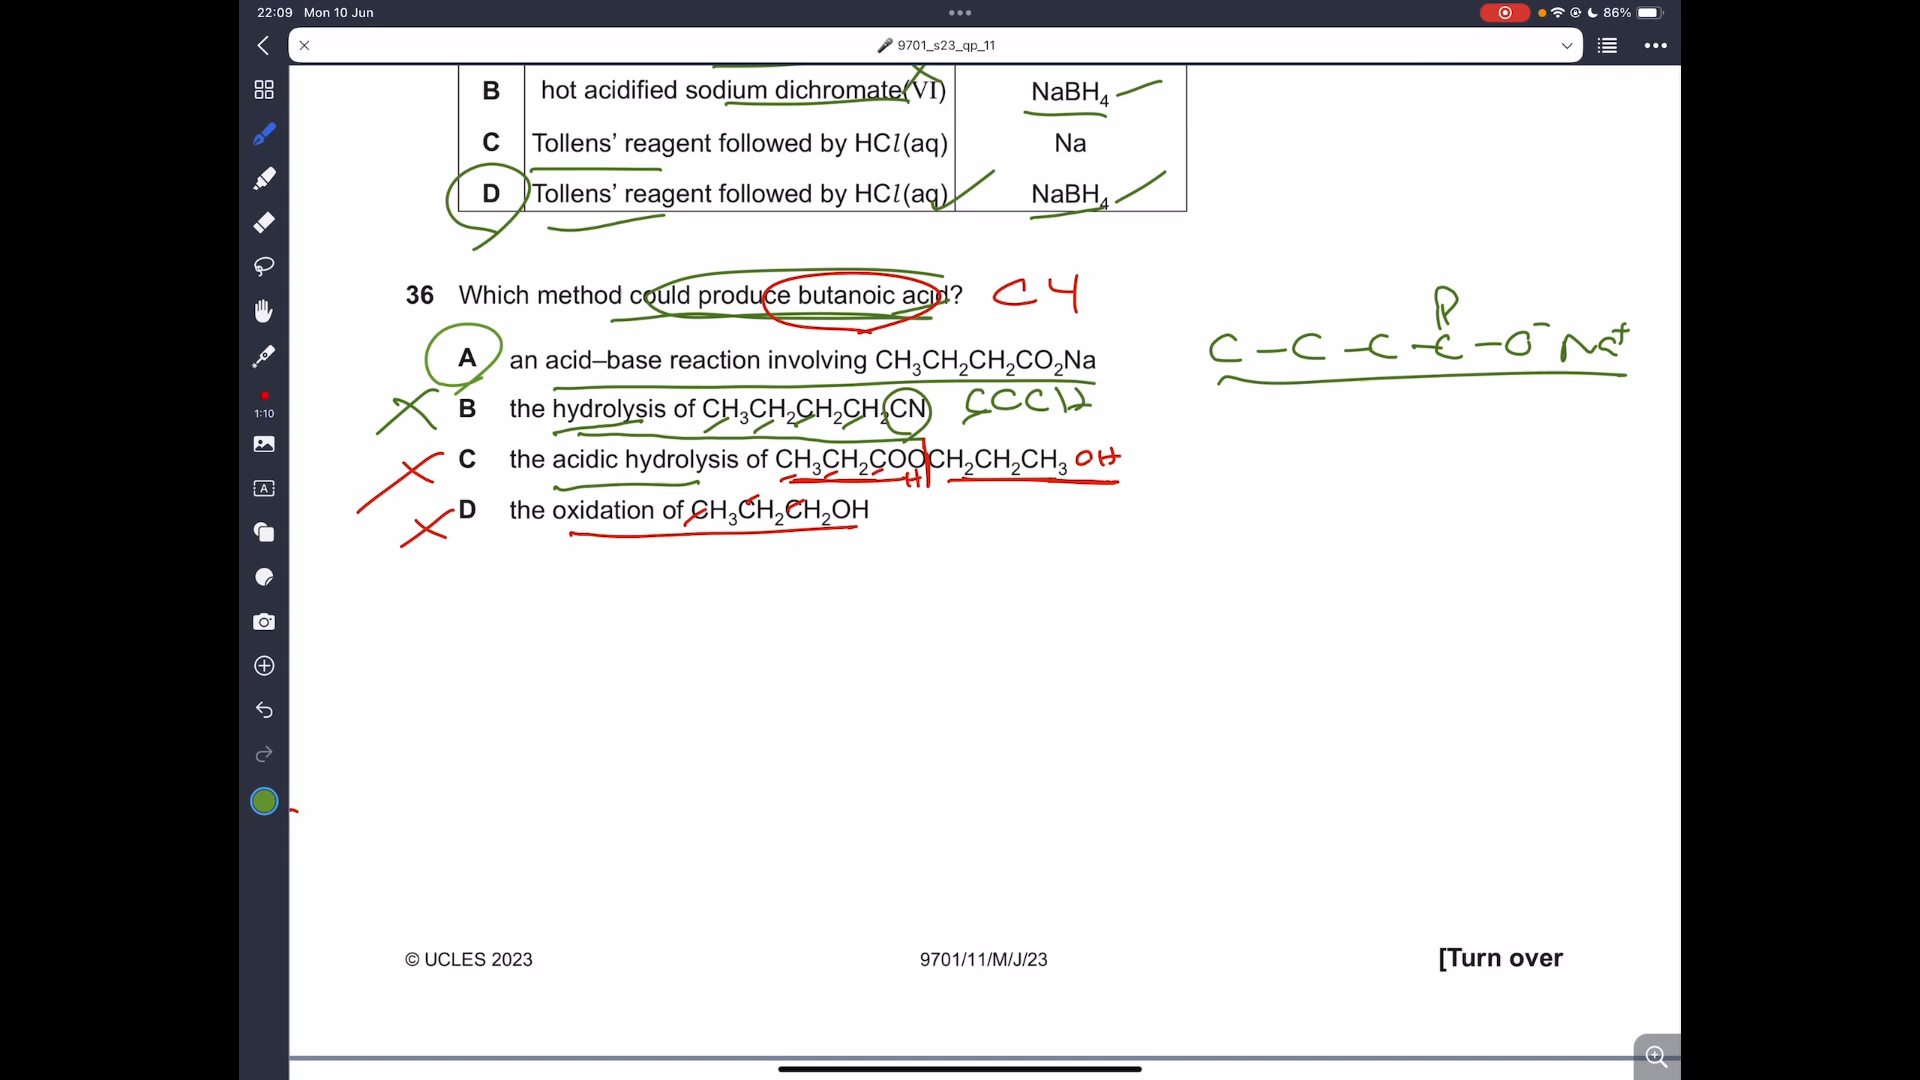 22:09 Mon 10 Jun
86%
9701_s23_qp_11
B hot acidified sodium dichromate(VI) NaBH4
C Tollens' reagent followed by HCl(aq) Na
D Tollens' reagent followed by HCl(aq) NaBH4
36 Which method could produce butanoic acid? C4
A an acid–base reaction involving CH3CH2CH2CO2Na
C – C – C – C – O⁻ Na⁺
B the hydrolysis of CH3CH2CH2CH2CN
C the acidic hydrolysis of CH3CH2COOCH2CH2CH3 OH
H
D the oxidation of CH3CH2CH2OH
1:10
© UCLES 2023 9701/11/M/J/23 [Turn over